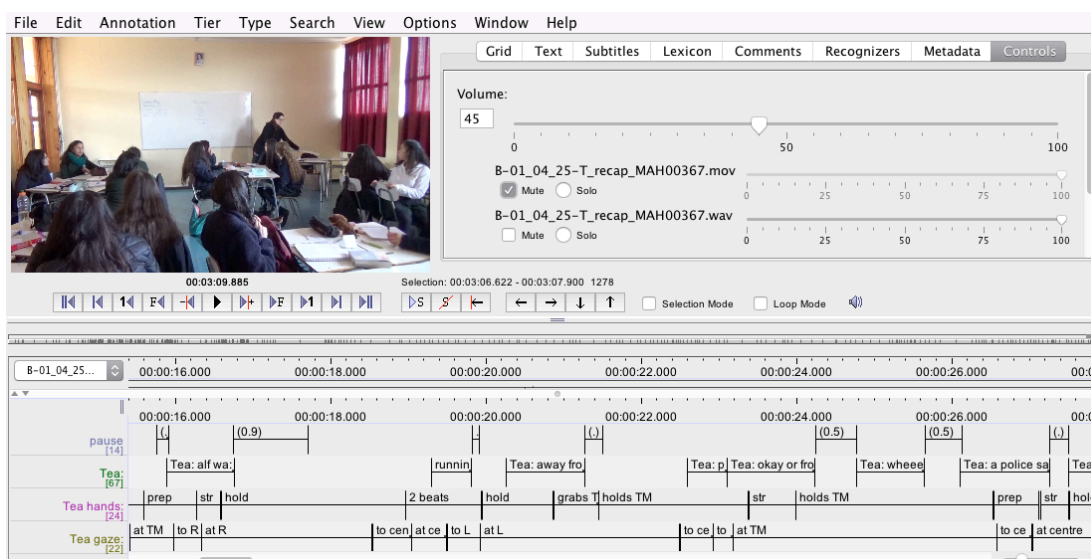 File Edit Annotation Tier Type Search View Options Window Help
Grid Text Subtitles Lexicon Comments Recognizers Metadata Controls
Volume:
45
0 50 100
B-01_04_25-T_recap_MAH00367.mov
Mute Solo
0 25 50 75 100
B-01_04_25-T_recap_MAH00367.wav
Mute Solo
0 25 50 75 100
00:03:09.885
Selection: 00:03:06.622 - 00:03:07.900 1278
1 F F 1 S S Selection Mode Loop Mode
B-01_04_25... 00:00:16.000 00:00:18.000 00:00:20.000 00:00:22.000 00:00:24.000 00:00:26.000 00:0
00:00:16.000 00:00:18.000 00:00:20.000 00:00:22.000 00:00:24.000 00:00:26.000 00:0
pause (. (0.9) . (.) (0.5) (0.5) (.)
[14]
Tea: Tea: alf wa: runnin Tea: away fro Tea: p Tea: okay or fro Tea: wheee Tea: a police sa Tea
[67]
Tea hands: prep str hold 2 beats hold grabs T holds TM str holds TM prep str hol
[24]
Tea gaze: at TM to R at R to cen at ce to L at L to ce to at TM to ce at centre
[22]